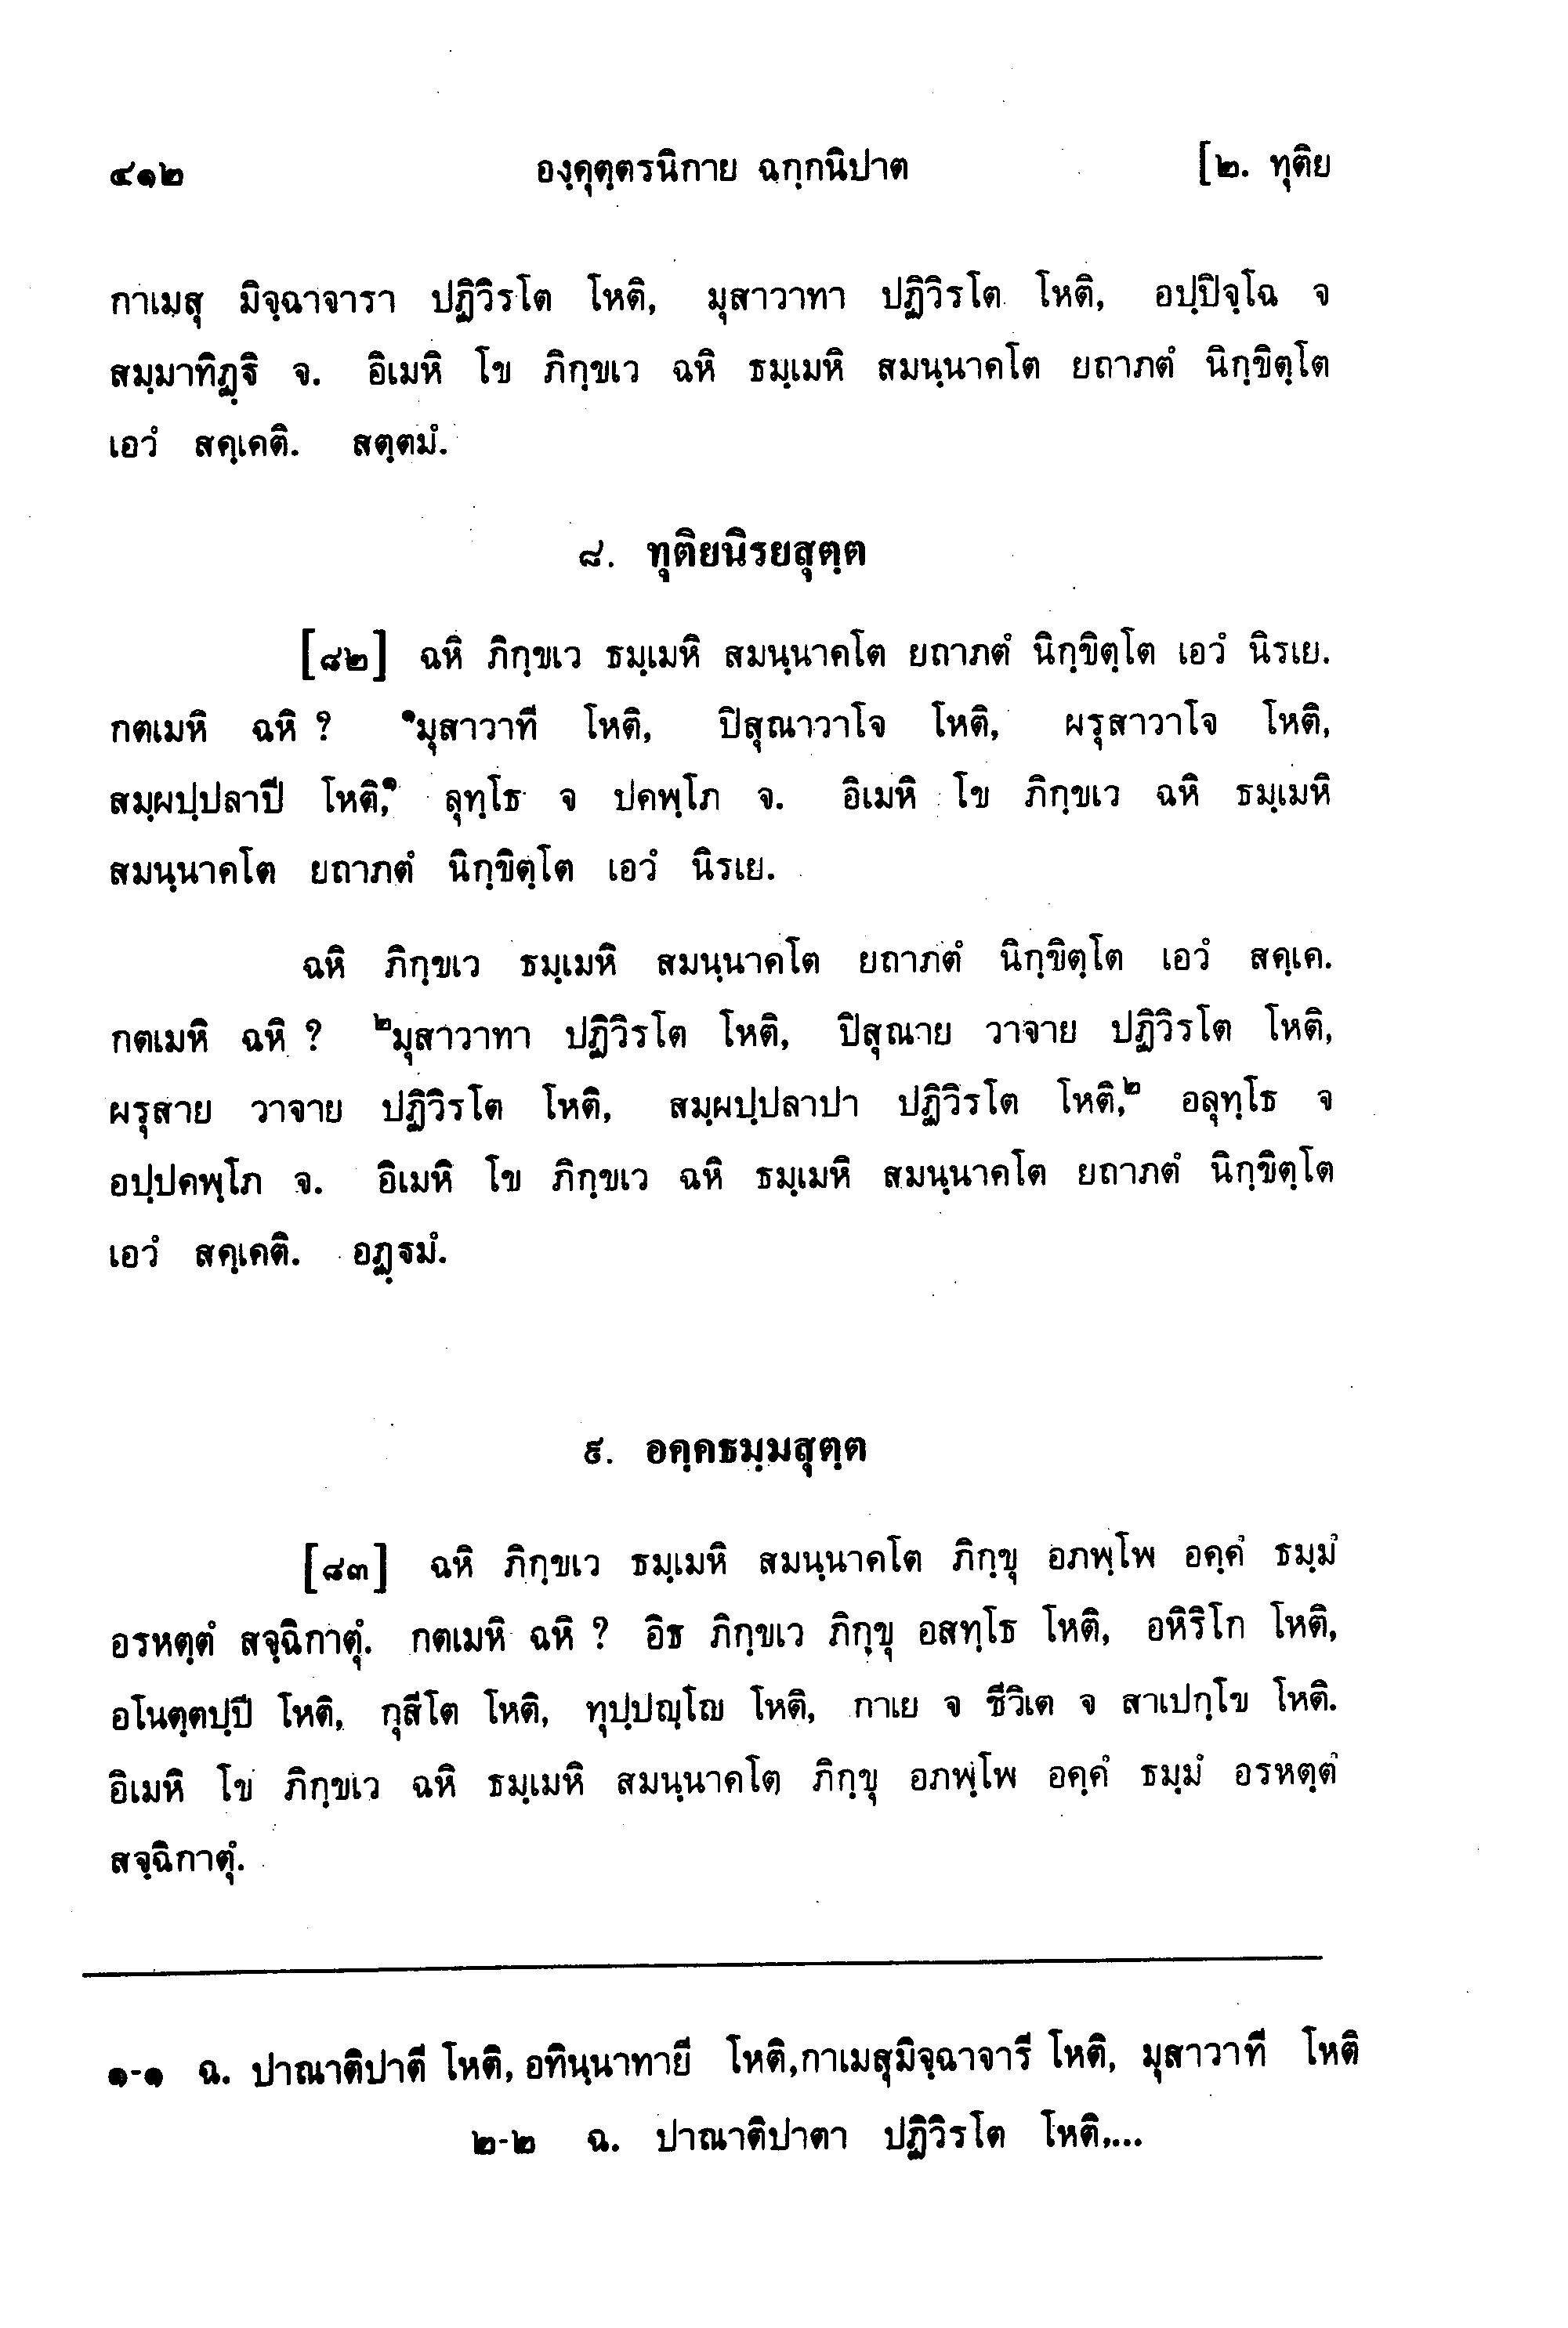 ๔๑๒ องฺคุตฺตรนิกาย ฉกฺกนิปาต [๒. ทุติย
กาเมสุ มิจฺฉาจารา ปฏิวิรโต โหติ, มุสาวาทา ปฏิวิรโต โหติ, อปฺปิจฺโฉ จ
สมฺมาทิฏฺฐิ จ. อิเมหิ โข ภิกฺขเว ฉหิ ธมฺเมหิ สมนฺนาคโต ยถาภตํ นิกฺขิตฺโต
เอวํ สคฺเคติ. สตฺตมํ.
๘. ทุติยนิรยสุตฺต
[๘๒] ฉหิ ภิกฺขเว ธมฺเมหิ สมนฺนาคโต ยถาภตํ นิกฺขิตฺโต เอวํ นิรเย.
กตเมหิ ฉหิ ? ๑มุสาวาที โหติ, ปิสุณาวาโจ โหติ, ผรุสาวาโจ โหติ,
สมฺผปฺปลาปี โหติ,๑ ลุทฺโธ จ ปคพฺโภ จ. อิเมหิ โข ภิกฺขเว ฉหิ ธมฺเมหิ
สมนฺนาคโต ยถาภตํ นิกฺขิตฺโต เอวํ นิรเย.
ฉหิ ภิกฺขเว ธมฺเมหิ สมนฺนาคโต ยถาภตํ นิกฺขิตฺโต เอวํ สคฺเค.
กตเมหิ ฉหิ ? ๒มุสาวาทา ปฏิวิรโต โหติ, ปิสุณาย วาจาย ปฏิวิรโต โหติ,
ผรุสาย วาจาย ปฏิวิรโต โหติ, สมฺผปฺปลาปา ปฏิวิรโต โหติ,๒ อลุทฺโธ จ
อปฺปคพฺโภ จ. อิเมหิ โข ภิกฺขเว ฉหิ ธมฺเมหิ สมนฺนาคโต ยถาภตํ นิกฺขิตฺโต
เอวํ สคฺเคติ. อฏฺฐมํ.
๙. อคฺคธมฺมสุตฺต
[๘๓] ฉหิ ภิกฺขเว ธมฺเมหิ สมนฺนาคโต ภิกฺขุ อภพฺโพ อคฺคํ ธมฺมํ
อรหตฺตํ สจฺฉิกาตุํ. กตเมหิ ฉหิ ? อิธ ภิกฺขเว ภิกฺขุ อสทฺโธ โหติ, อหิริโก โหติ,
อโนตฺตปฺปี โหติ, กุสีโต โหติ, ทุปฺปญฺโญ โหติ, กาเย จ ชีวิเต จ สาเปกฺโข โหติ.
อิเมหิ โข ภิกฺขเว ฉหิ ธมฺเมหิ สมนฺนาคโต ภิกฺขุ อภพฺโพ อคฺคํ ธมฺมํ อรหตฺตํ
สจฺฉิกาตุํ.
๑-๑ ฉ. ปาณาติปาตี โหติ, อทินฺนาทายี โหติ,กาเมสุมิจฺฉาจารี โหติ, มุสาวาที โหติ
๒-๒ ฉ. ปาณาติปาตา ปฏิวิรโต โหติ,...